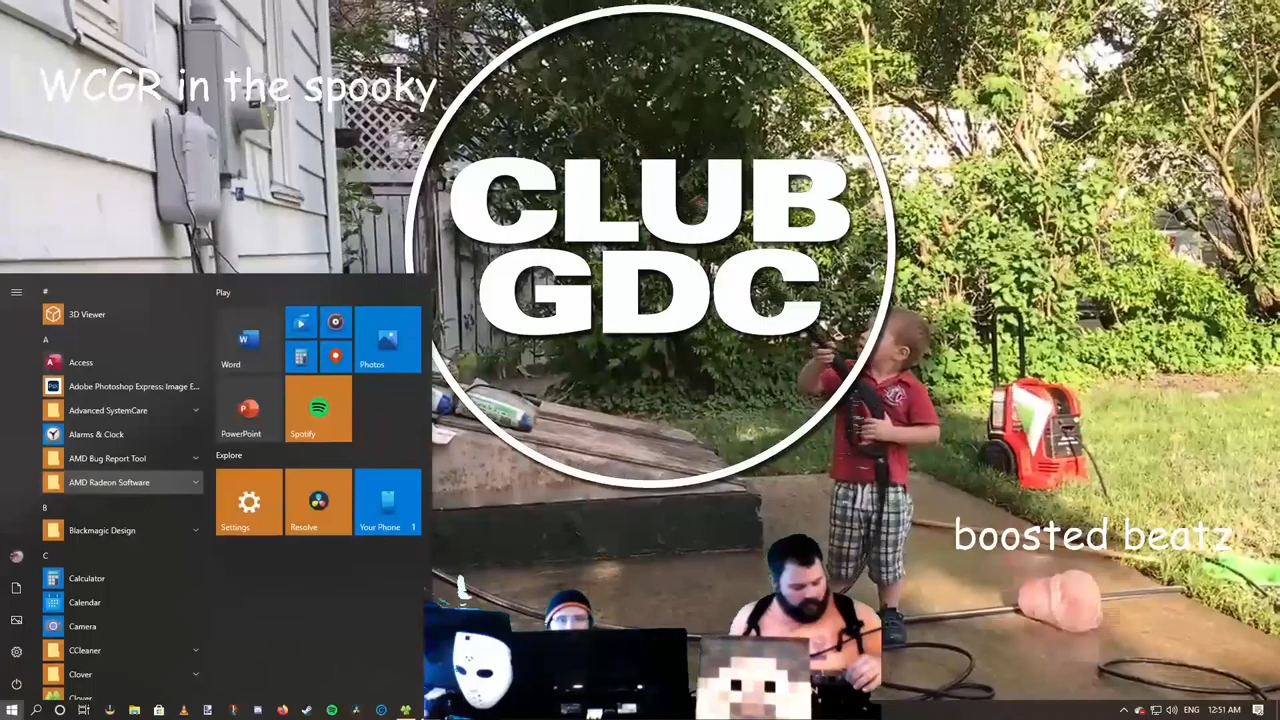 WCGR in the spooky
CLUB
GDC
boosted beatz
#
3D Viewer
A
Access
Adobe Photoshop Express: Image E...
Advanced SystemCare
Alarms & Clock
AMD Bug Report Tool
AMD Radeon Software
B
Blackmagic Design
C
Calculator
Calendar
Camera
CCleaner
Clover
Clover
Play
Word
Photos
PowerPoint
Spotify
Explore
Settings
Resolve
Your Phone 1
12:51 AM